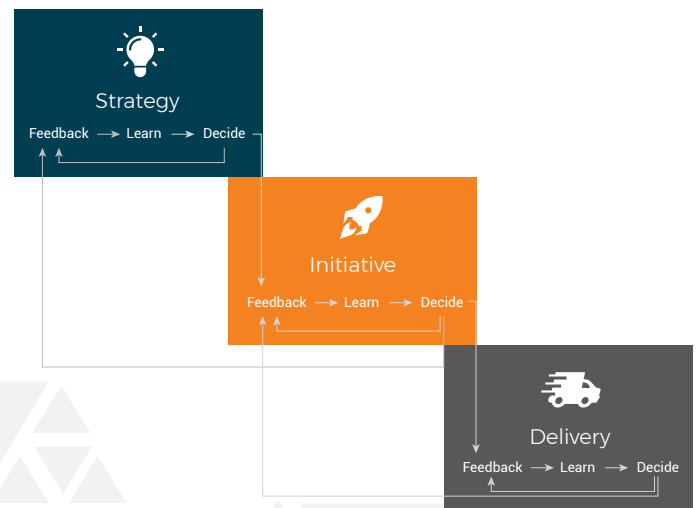 Strategy
Feedback Learn Decide
Initiative
Feedback Learn Decide
Delivery
Feedback Learn Decide